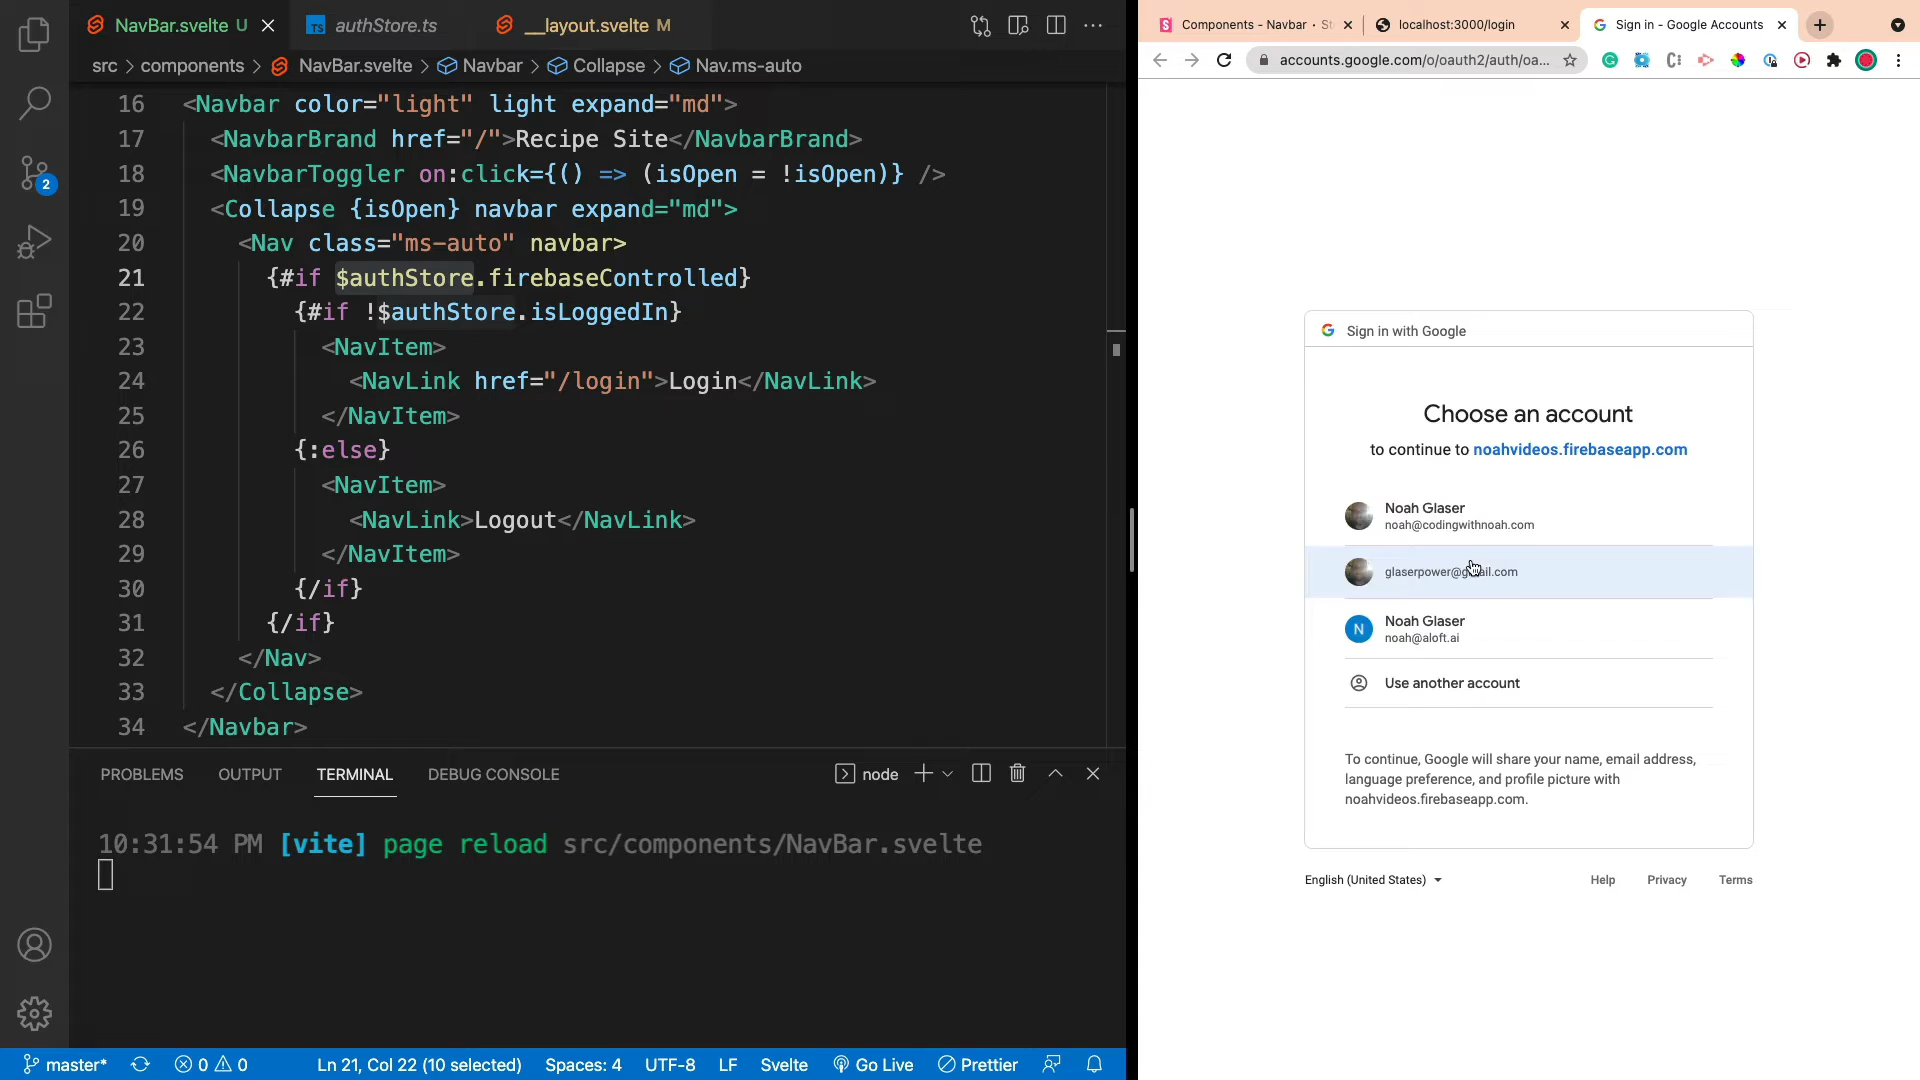 NavBar.svelte U
authStore.ts
__layout.svelte M
src > components > NavBar.svelte > Navbar > Collapse > Nav.ms-auto
16 <Navbar color="light" light expand="md">
17 <NavbarBrand href="/">Recipe Site</NavbarBrand>
18 <NavbarToggler on:click={() => (isOpen = !isOpen)} />
19 <Collapse {isOpen} navbar expand="md">
20 <Nav class="ms-auto" navbar>
21 {#if $authStore.firebaseControlled}
22 {#if !$authStore.isLoggedIn}
23 <NavItem>
24 <NavLink href="/login">Login</NavLink>
25 </NavItem>
26 {:else}
27 <NavItem>
28 <NavLink>Logout</NavLink>
29 </NavItem>
30 {/if}
31 {/if}
32 </Nav>
33 </Collapse>
34 </Navbar>
2
PROBLEMS OUTPUT TERMINAL DEBUG CONSOLE
node
10:31:54 PM [vite] page reload src/components/NavBar.svelte
master* 0 0 Ln 21, Col 22 (10 selected) Spaces: 4 UTF-8 LF Svelte Go Live Prettier
Components - Navbar
localhost:3000/login
Sign in - Google Accounts
accounts.google.com/o/oauth2/auth/oa...
Sign in with Google
Choose an account
to continue to noahvideos.firebaseapp.com
Noah Glaser
noah@codingwithnoah.com
glaserpower@gmail.com
N
Noah Glaser
noah@aloft.ai
Use another account
To continue, Google will share your name, email address,
language preference, and profile picture with
noahvideos.firebaseapp.com.
English (United States) Help Privacy Terms